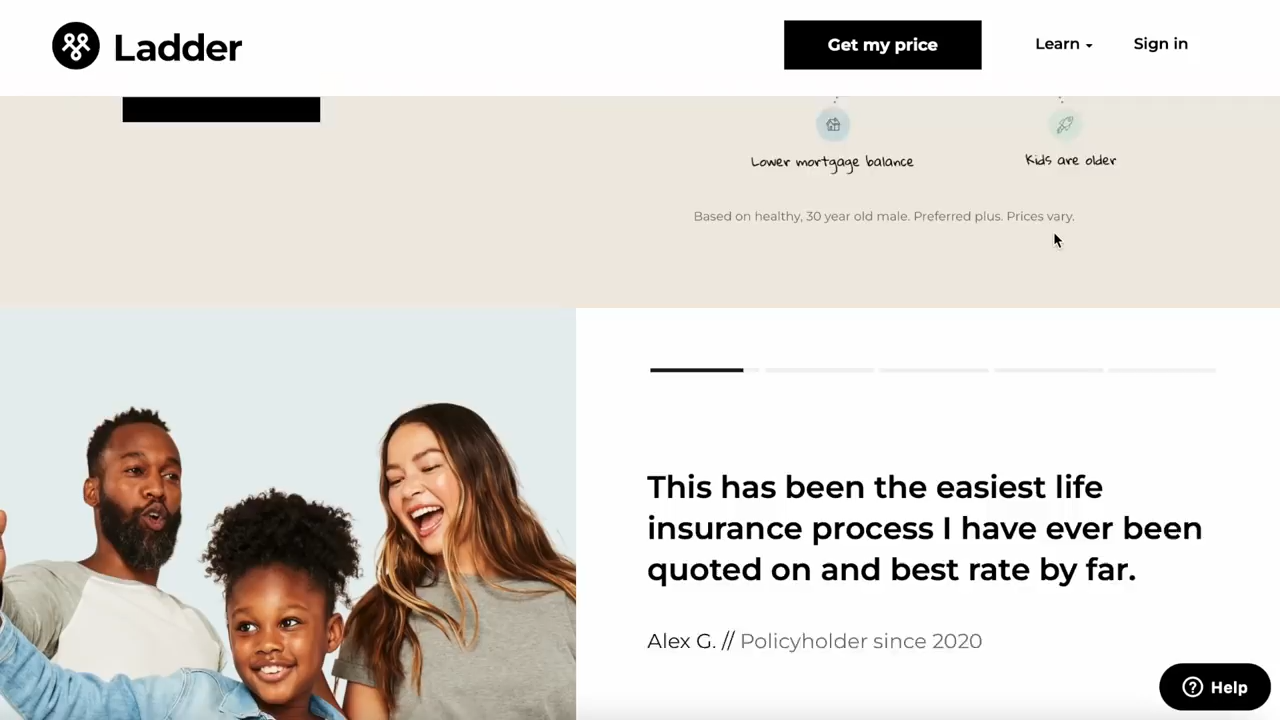 Ladder
Get my price
Learn
Sign in
Lower mortgage balance
Kids are older
Based on healthy, 30 year old male. Preferred plus. Prices vary.
This has been the easiest life
insurance process I have ever been
quoted on and best rate by far.
Alex G. // Policyholder since 2020
? Help